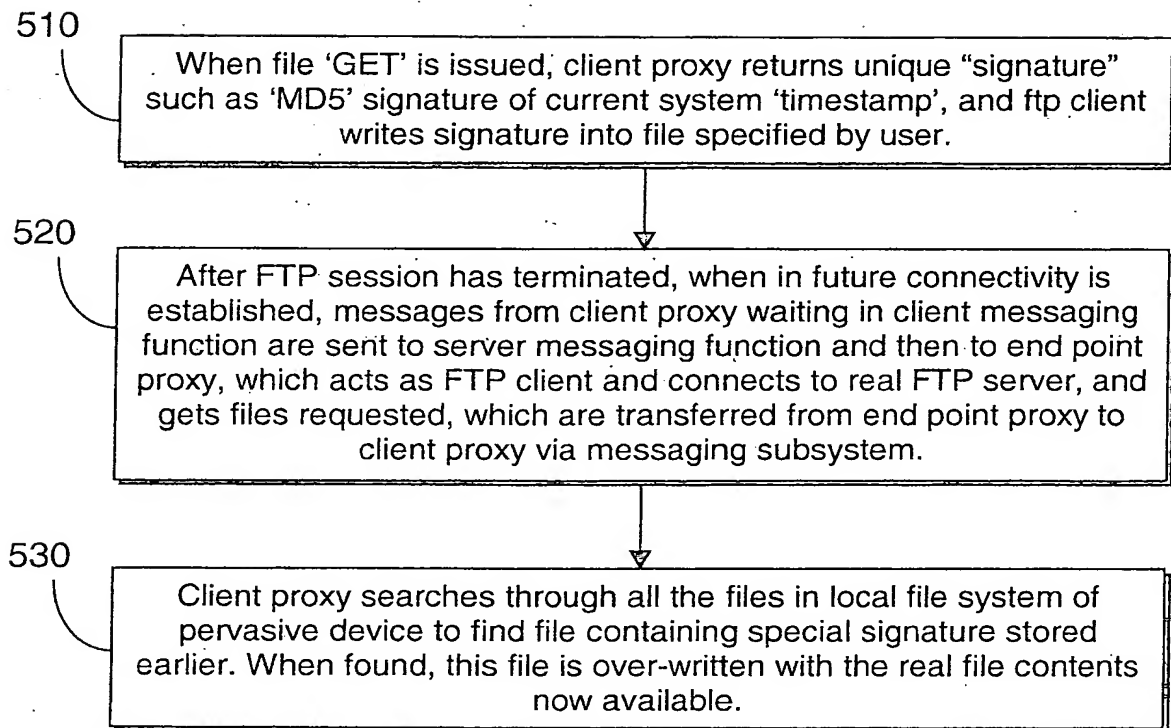 510
When file ‘GET’ is issued, client proxy returns unique “signature”
such as ‘MD5’ signature of current system ‘timestamp’, and ftp client
writes signature into file specified by user.
520
After FTP session has terminated, when in future connectivity is
established, messages from client proxy waiting in client messaging
function are sent to server messaging function and then to end point
proxy, which acts as FTP client and connects to real FTP server, and
gets files requested, which are transferred from end point proxy to
client proxy via messaging subsystem.
530
Client proxy searches through all the files in local file system of
pervasive device to find file containing special signature stored
earlier. When found, this file is over-written with the real file contents
now available.